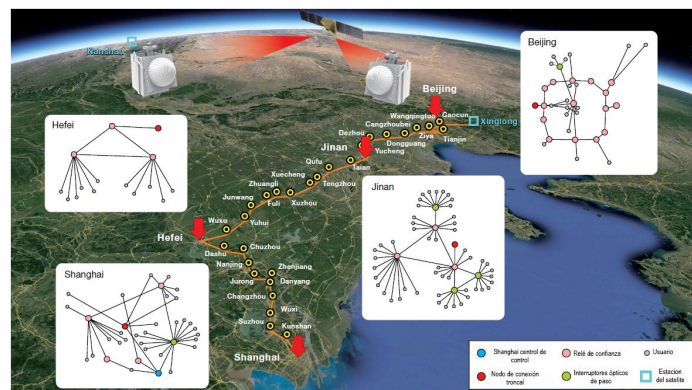 Nanshan
Beijing
Beijing
Wangqingtuo
Gaocun
Xinglong
Cangzhoubei
Dezhou
Ziya
Tianjin
Hefei
Dongguang
Jinan
Yucheng
Qufu
Taian
Xuecheng
Jinan
Zhuangli
Tengzhou
Junwang
Fuli
Xuzhou
Wuxu
Yuhui
Hefei
Chuzhou
Dashu
Shanghai
Nanjing
Zhenjiang
Jurong
Danyang
Changzhou
Wuxi
Suzhou
Kunshan
Shanghai
Shanghai control de
control
Relé de confianza
Usuario
Nodo de conexión
troncal
Interruptores ópticos
de paso
Estacion
del satelite